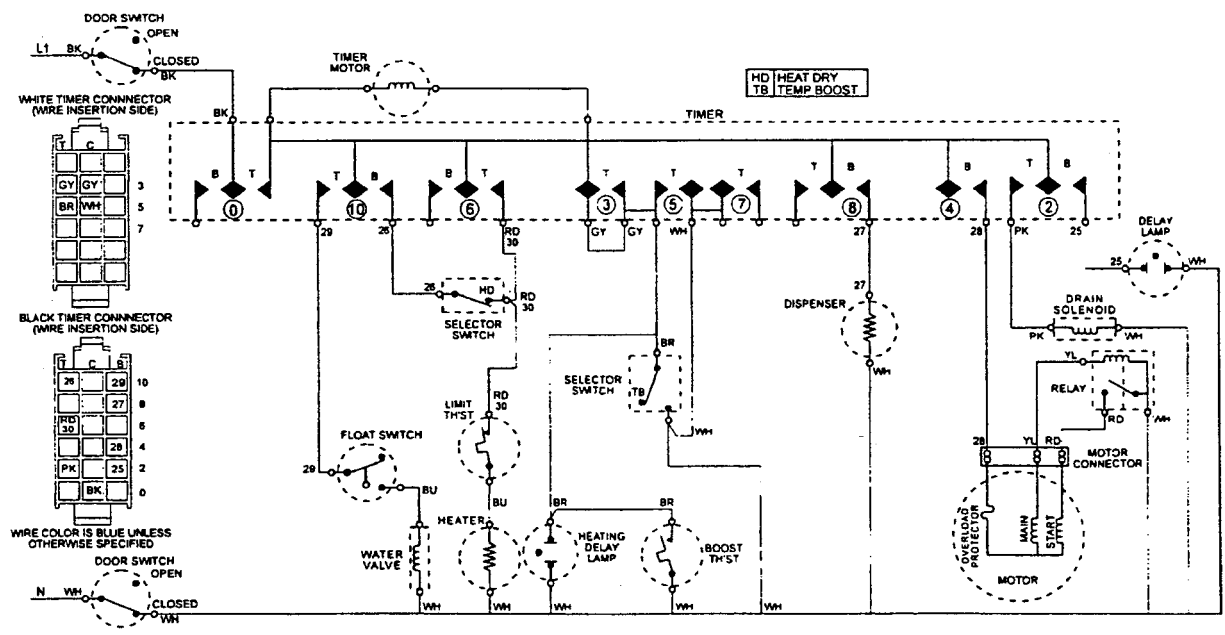 DOOR SWITCH
OPEN
L1 BK
CLOSED
BK
TIMER
MOTOR
HD HEAT DRY
TB TEMP BOOST
WHITE TIMER CONNNECTOR
(WIRE INSERTION SIDE)
BK
TIMER
T C
GY GY 3
BR WH 5
7
B T T B B T T T T T B T T B
0 10 6 3 5 7 8 4 2
29 26 RD
30 GY GY WH 27 28 PK 25
DELAY
LAMP
25 WH
26 HD RD
30
SELECTOR
SWITCH
27
DISPENSER
WH
DRAIN
SOLENOID
PK WH
BLACK TIMER CONNNECTOR
(WIRE INSERTION SIDE)
T C B
26 29 10
27 8
RD
30 6
28 4
PK 25 2
BK 0
BR
SELECTOR
SWITCH
TB
WH
YL
RELAY
RD WH
RD
30
LIMIT
TH'ST
FLOAT SWITCH
29
BU
BU
28 YL RD
MOTOR
CONNECTOR
OVERLOAD
PROTECTOR
MAIN
START
MOTOR
WIRE COLOR IS BLUE UNLESS
OTHERWISE SPECIFIED
HEATER
BR BR
WATER
VALVE
HEATING
DELAY
LAMP
BOOST
TH'ST
DOOR SWITCH
OPEN
N WH
CLOSED
WH
WH WH WH WH WH WH WH